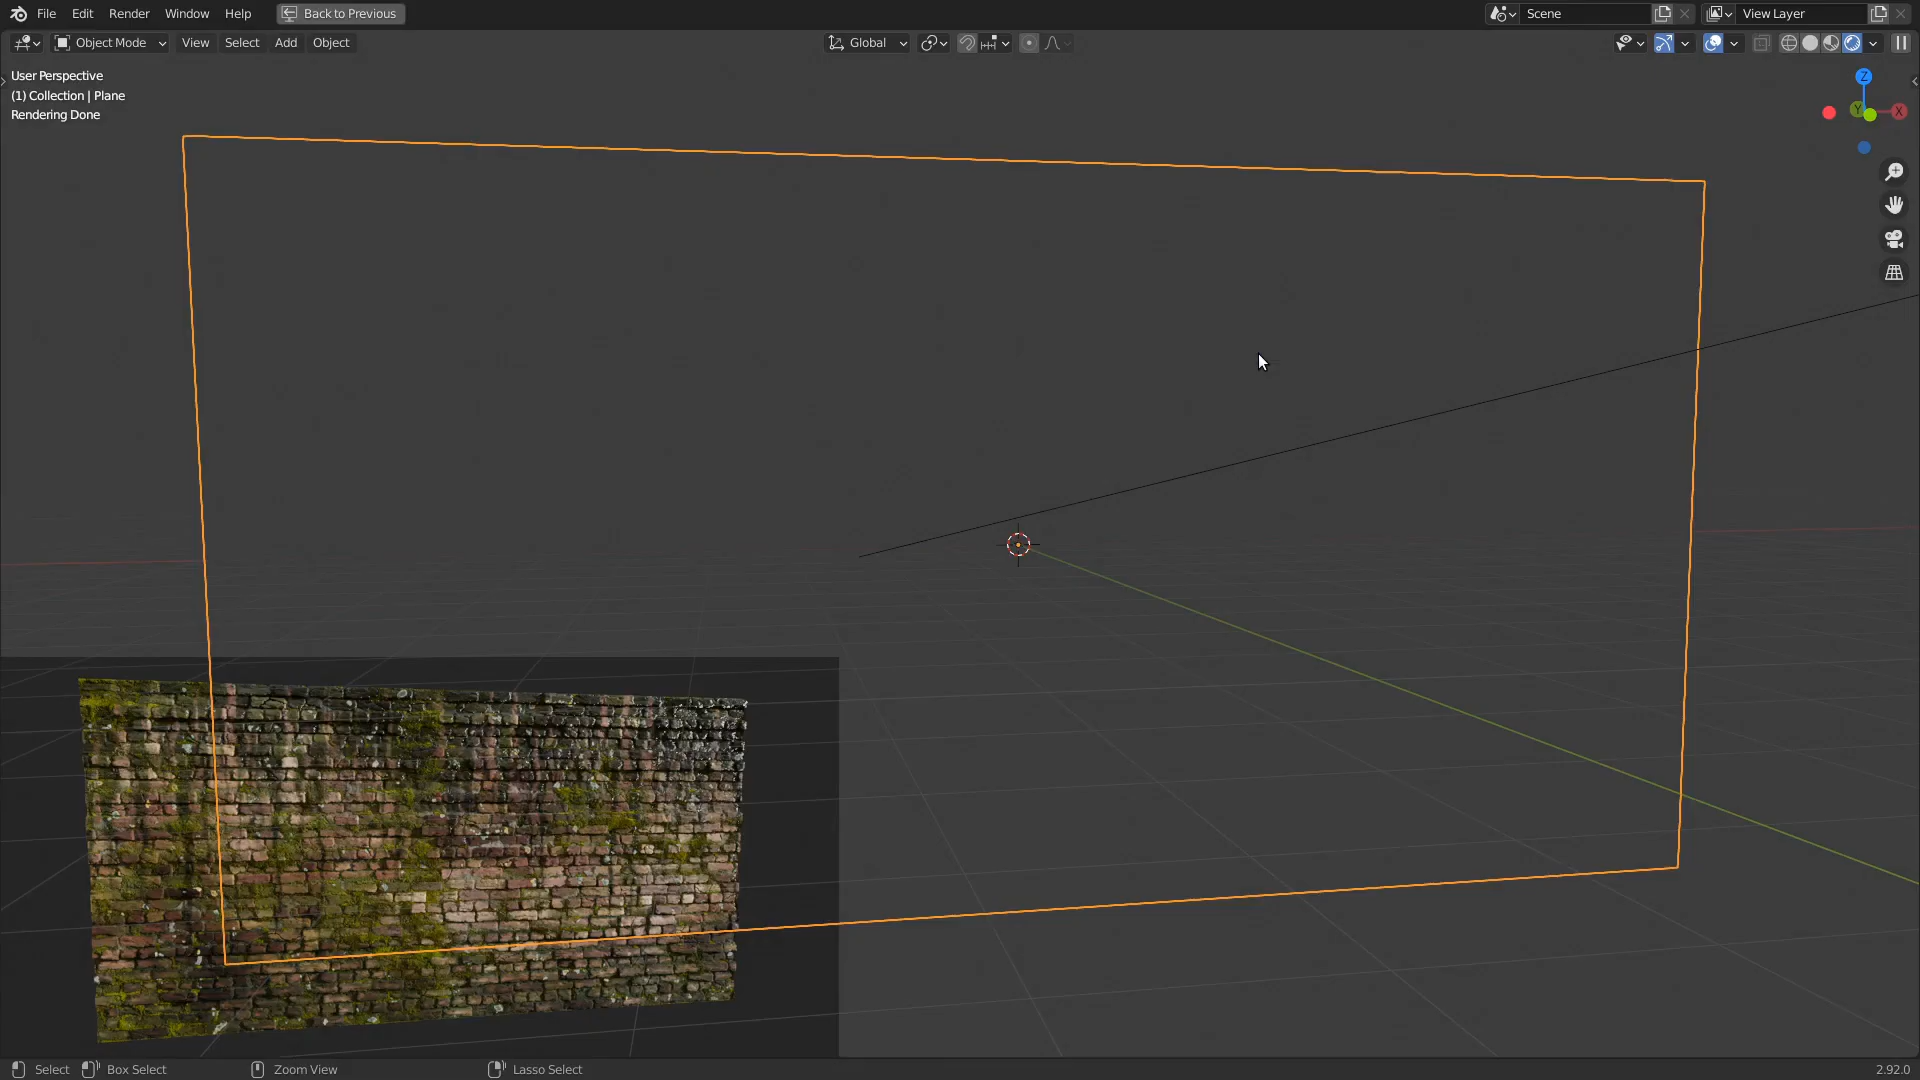 File Edit Render Window Help Back to Previous Scene View Layer
Object Mode View Select Add Object Global
User Perspective
(1) Collection | Plane
Rendering Done
Z
Y X
Select Box Select Zoom View Lasso Select 2.92.0